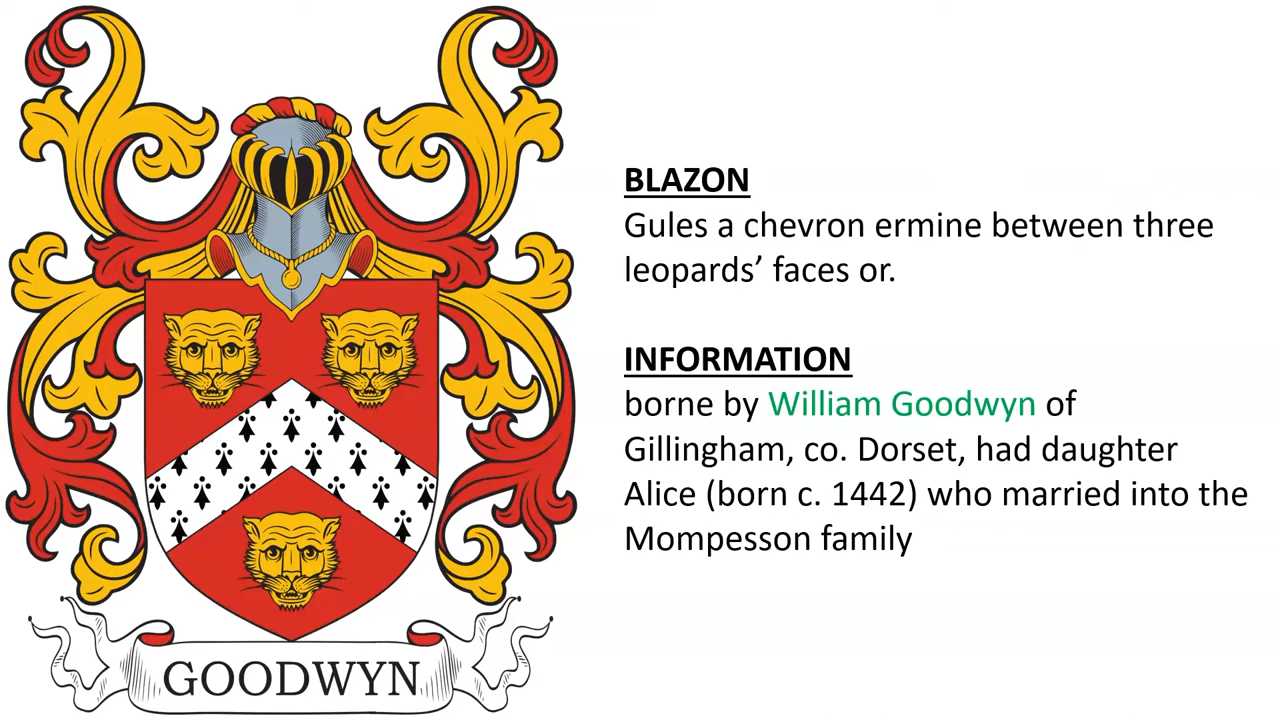 BLAZON
Gules a chevron ermine between three
leopards’ faces or.
INFORMATION
borne by William Goodwyn of
Gillingham, co. Dorset, had daughter
Alice (born c. 1442) who married into the
Mompesson family
GOODWYN